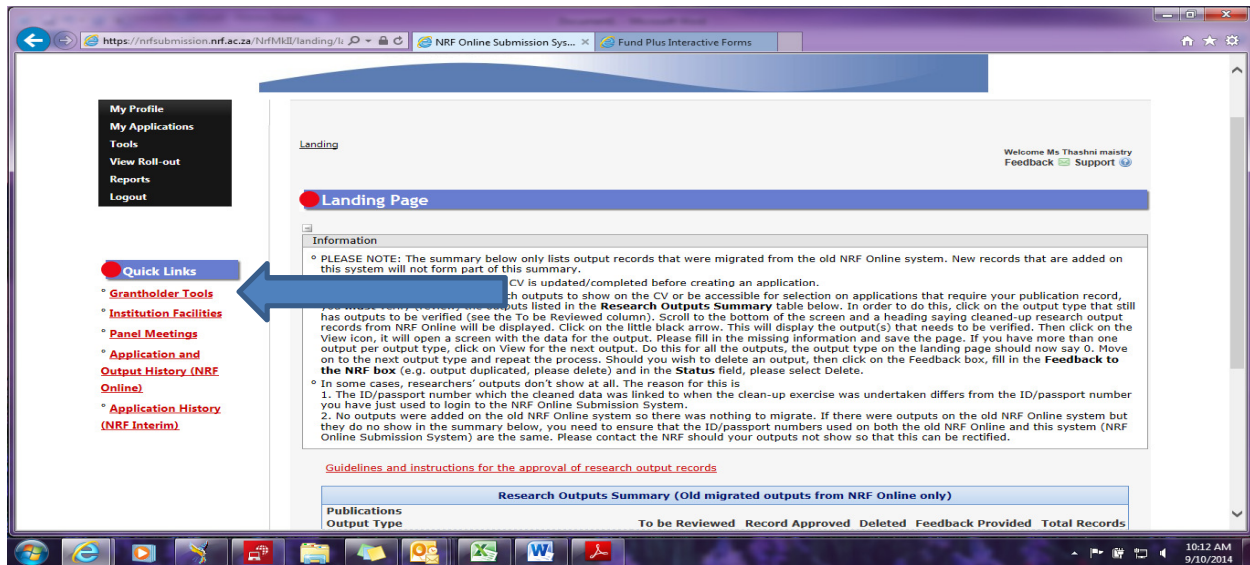 https://nrfsubmission.nrf.ac.za/NrfMkII/landing/l
NRF Online Submission Sys...
Fund Plus Interactive Forms
My Profile
My Applications
Tools
View Roll-out
Reports
Logout
Landing
Welcome Ms Thashni maistry
Feedback Support
Landing Page
Information
° PLEASE NOTE: The summary below only lists output records that were migrated from the old NRF Online system. New records that are added on
this system will not form part of this summary.
CV is updated/completed before creating an application.
outputs to show on the CV or be accessible for selection on applications that require your publication record,
listed in the Research Outputs Summary table below. In order to do this, click on the output type that still
has outputs to be verified (see the To be Reviewed column). Scroll to the bottom of the screen and a heading saying cleaned-up research output
records from NRF Online will be displayed. Click on the little black arrow. This will display the output(s) that needs to be verified. Then click on the
View icon, it will open a screen with the data for the output. Please fill in the missing information and save the page. If you have more than one
output per output type, click on View for the next output. Do this for all the outputs, the output type on the landing page should now say 0. Move
on to the next output type and repeat the process. Should you wish to delete an output, then click on the Feedback box, fill in the Feedback to
the NRF box (e.g. output duplicated, please delete) and in the Status field, please select Delete.
° In some cases, researchers' outputs don't show at all. The reason for this is
1. The ID/passport number which the cleaned data was linked to when the clean-up exercise was undertaken differs from the ID/passport number
you have just used to login to the NRF Online Submission System.
2. No outputs were added on the old NRF Online system so there was nothing to migrate. If there were outputs on the old NRF Online system but
they do no show in the summary below, you need to ensure that the ID/passport numbers used on both the old NRF Online and this system (NRF
Online Submission System) are the same. Please contact the NRF should your outputs not show so that this can be rectified.
Quick Links
° Grantholder Tools
° Institution Facilities
° Panel Meetings
° Application and
Output History (NRF
Online)
° Application History
(NRF Interim)
Guidelines and instructions for the approval of research output records
Research Outputs Summary (Old migrated outputs from NRF Online only)
Publications
Output Type To be Reviewed Record Approved Deleted Feedback Provided Total Records
10:12 AM
9/10/2014